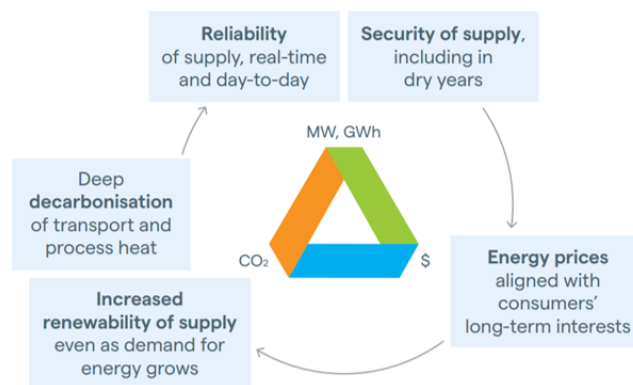 Reliability
of supply, real-time
and day-to-day
Security of supply,
including in
dry years
MW, GWh
Deep
decarbonisation
of transport and
process heat
CO₂
$
Energy prices
aligned with
consumers'
long-term interests
Increased
renewability of supply
even as demand for
energy grows